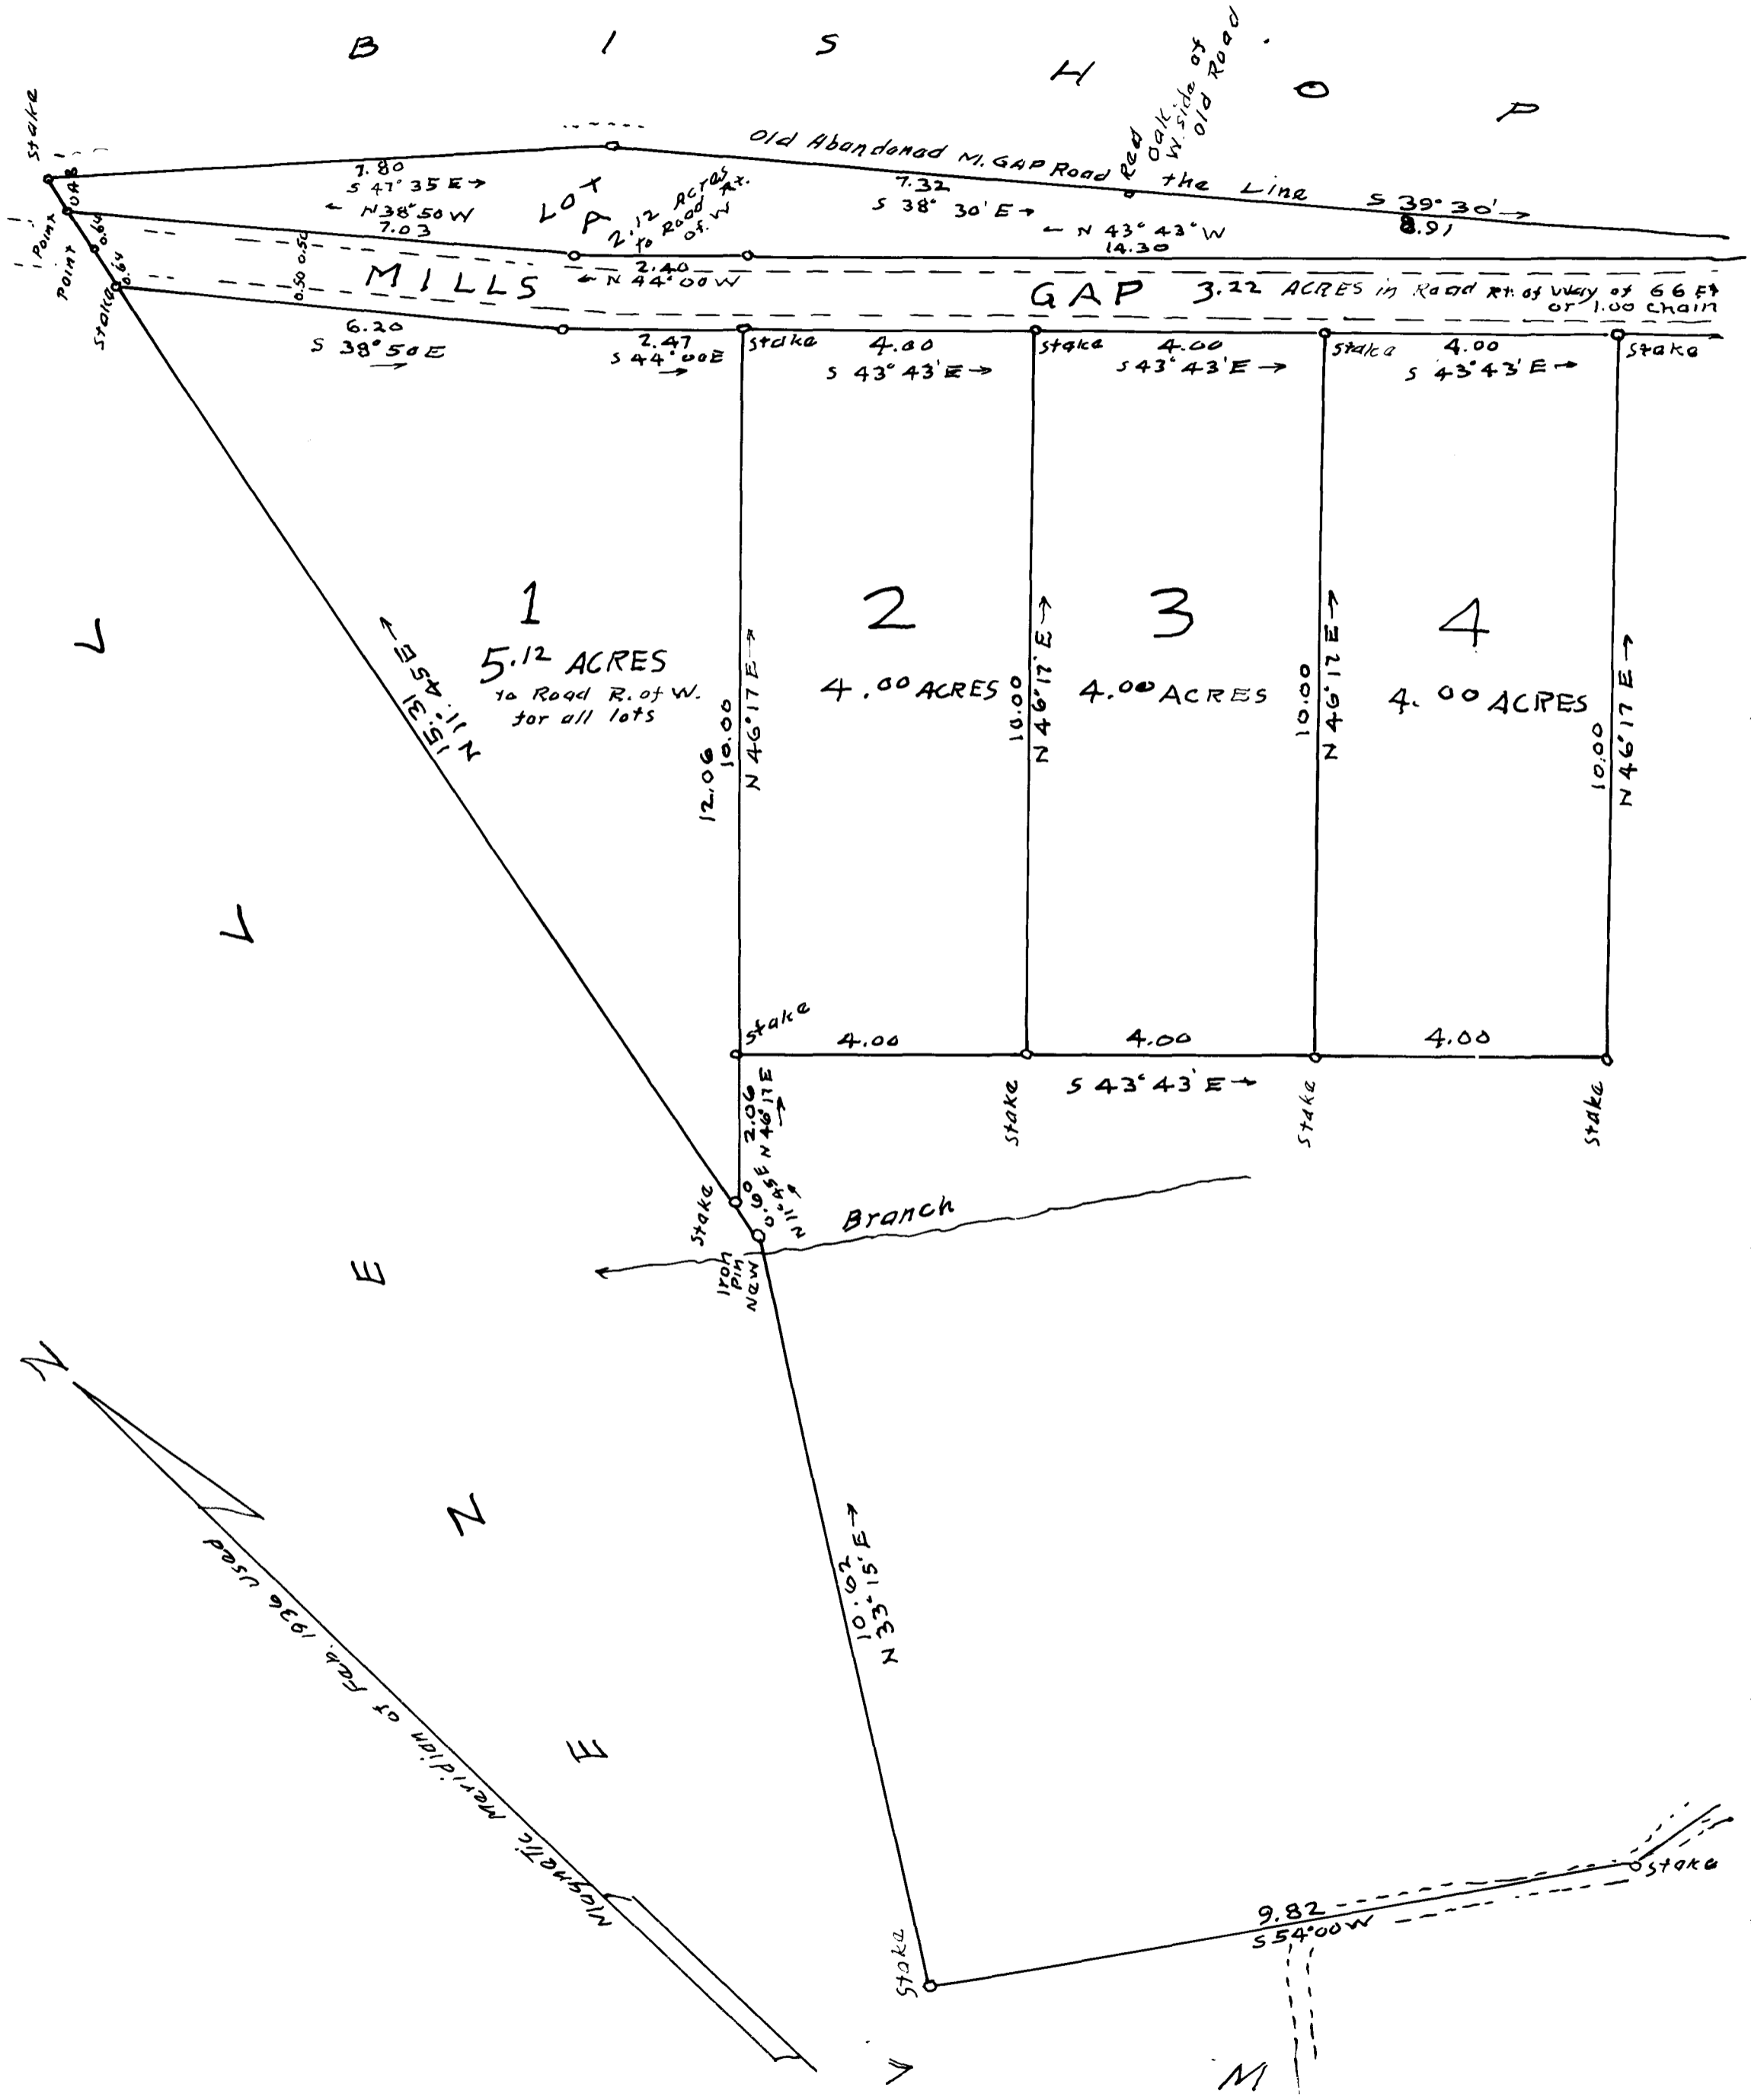 B I S H O P
Stake
Old Abandonad M. GAP Road the Line
Red
Oak
W. side of
Old Road
7.80
S 47° 35 E →
← N 38° 50 W
7.03
LOT
A
2.12 Acres
to Road Rt.
of W
7.32
S 38° 30' E →
S 39° 30' →
8.91
← N 43° 43' W
14.30
Point
Point
0.64
0.64
Stake
0.50 0.50
MILLS GAP
2.40
← N 44° 00 W
3.22 ACRES in Road Rt. of Way of 66 Ft
or 1.00 chain
6.20
S 38° 50 E
→
2.47
S 44° 00 E
→
Stake
4.00
S 43° 43' E →
Stake
4.00
S 43° 43' E →
Stake
4.00
S 43° 43' E →
Stake
1
5.12 ACRES
to Road R. of W.
for all lots
2
4.00 ACRES
3
4.00 ACRES
4
4.00 ACRES
N 11° 45 E →
15.31
12.06
10.00
N 46° 17 E →
10.00
N 46° 17' E →
10.00
N 46° 17 E →
10.00
N 46° 17 E →
Stake
4.00
4.00
4.00
S 43° 43' E →
Stake
Stake
Stake
2.06
N 46° 17 E
→
0.60
N 11° 45 E
→
Stake
Iron
Pin
New
Branch
N
Magnetic Meridian of Feb. 1936 used
10.62
N 33° 15' E →
Stake
9.82
S 54° 00 W
Stake
L
L
E
N
E
M